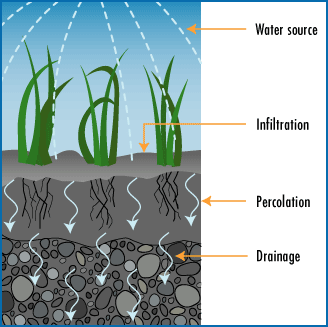 Water source
Infiltration
Percolation
Drainage